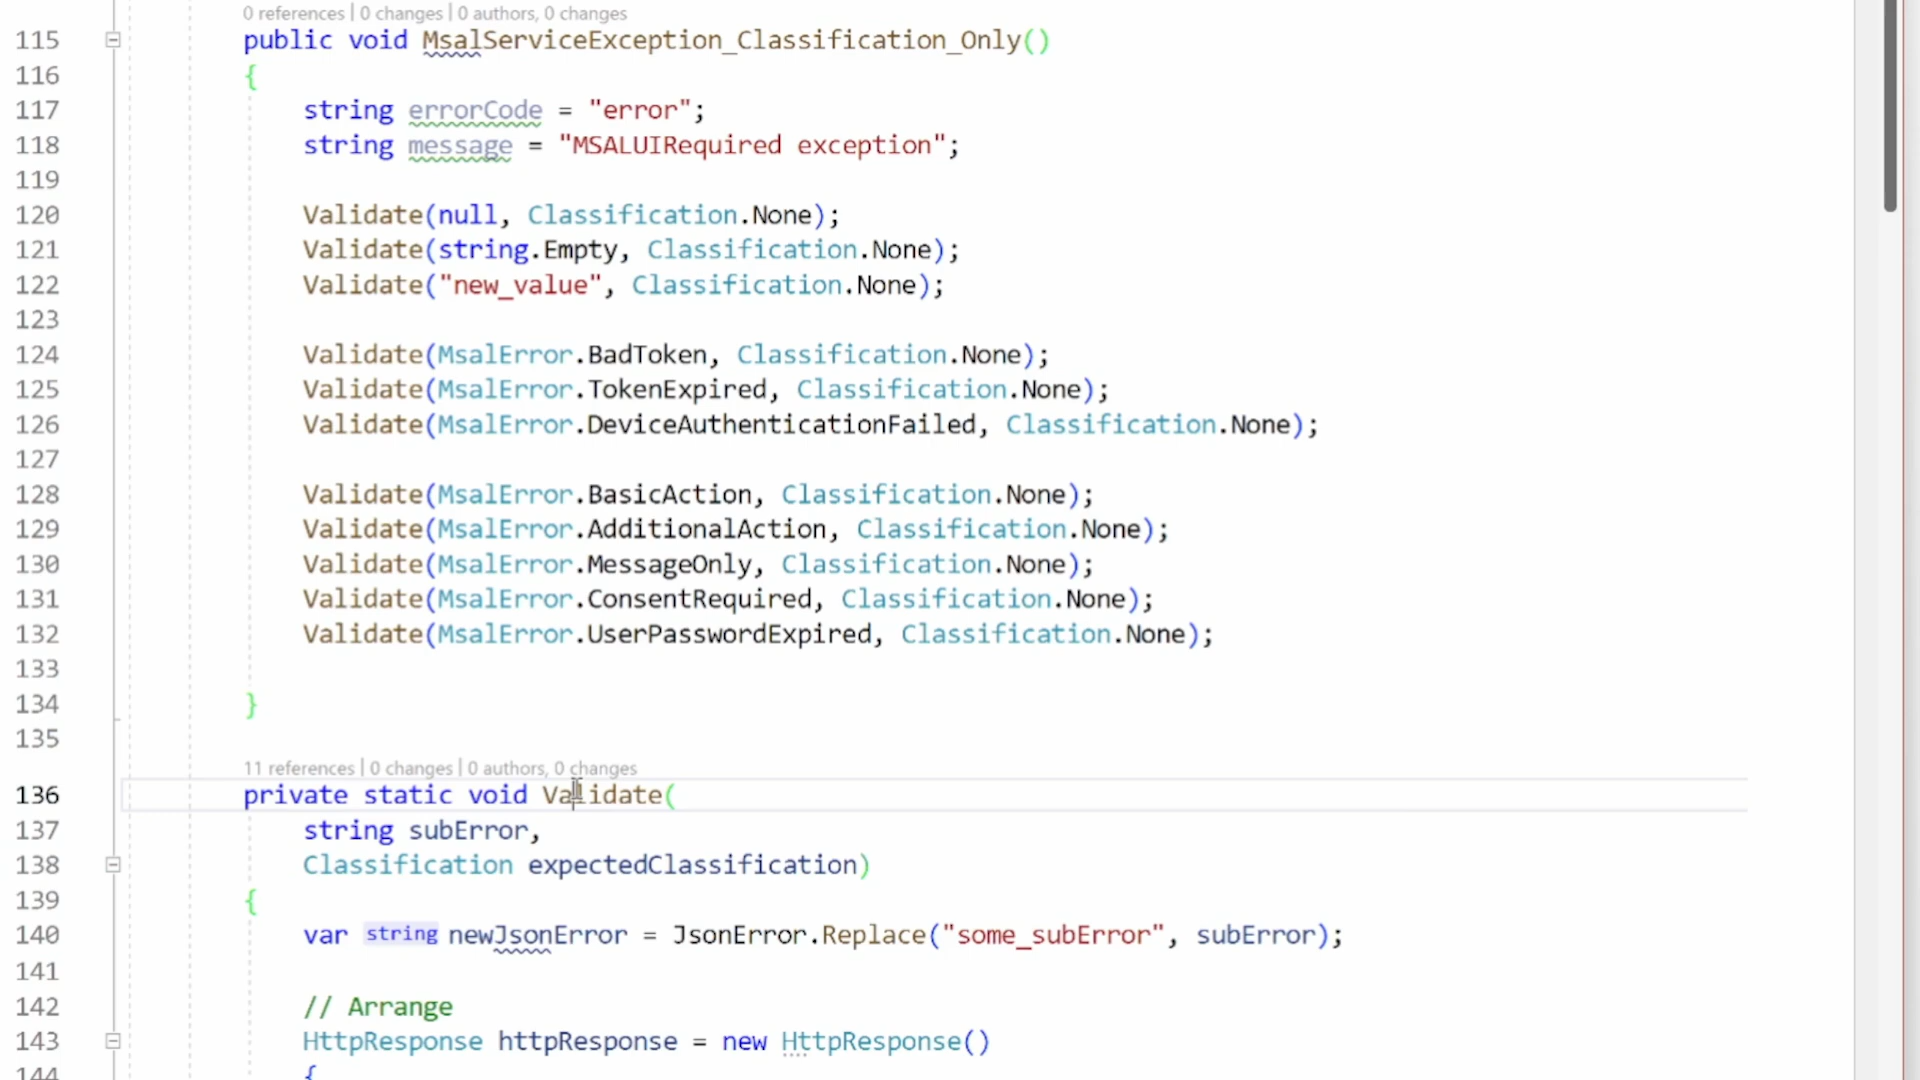 0 references | 0 changes | 0 authors, 0 changes
115 public void MsalServiceException_Classification_Only()
116 {
117 string errorCode = "error";
118 string message = "MSALUIRequired exception";
119
120 Validate(null, Classification.None);
121 Validate(string.Empty, Classification.None);
122 Validate("new_value", Classification.None);
123
124 Validate(MsalError.BadToken, Classification.None);
125 Validate(MsalError.TokenExpired, Classification.None);
126 Validate(MsalError.DeviceAuthenticationFailed, Classification.None);
127
128 Validate(MsalError.BasicAction, Classification.None);
129 Validate(MsalError.AdditionalAction, Classification.None);
130 Validate(MsalError.MessageOnly, Classification.None);
131 Validate(MsalError.ConsentRequired, Classification.None);
132 Validate(MsalError.UserPasswordExpired, Classification.None);
133
134 }
135
11 references | 0 changes | 0 authors, 0 changes
136 private static void Validate(
137 string subError,
138 Classification expectedClassification)
139 {
140 var string newJsonError = JsonError.Replace("some_subError", subError);
141
142 // Arrange
143 HttpResponse httpResponse = new HttpResponse()
144 {